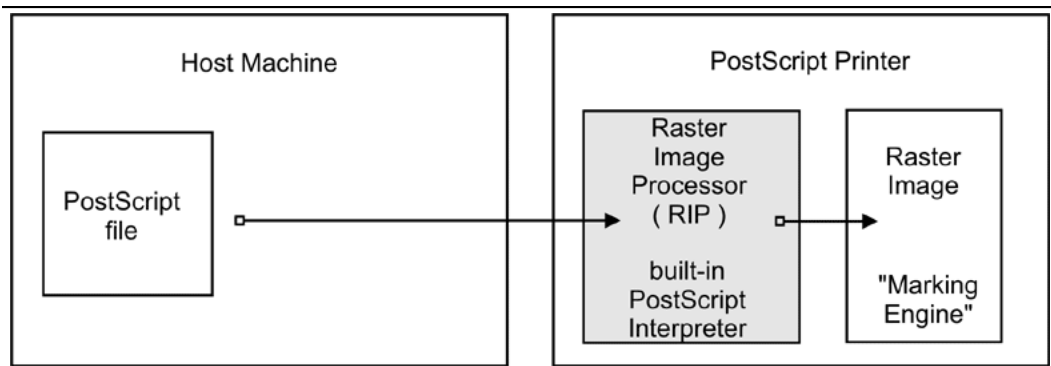 Host Machine
PostScript
file
PostScript Printer
Raster
Image
Processor
( RIP )
built-in
PostScript
Interpreter
Raster
Image
"Marking
Engine"